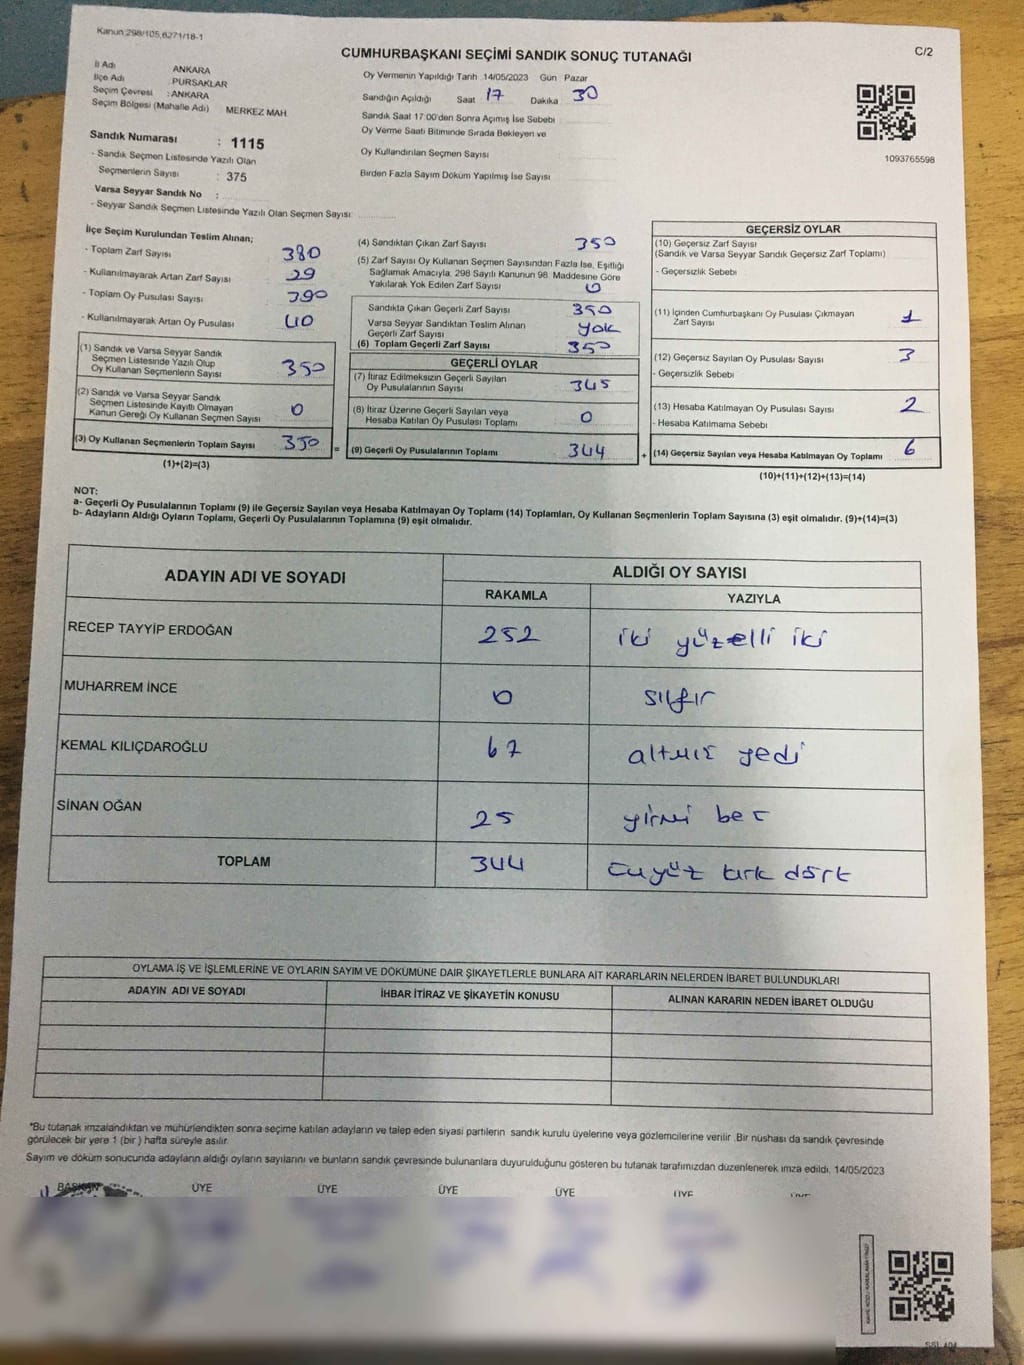 Kanun,298/105,6271/18-1
CUMHURBAŞKANI SEÇİMİ SANDIK SONUÇ TUTANAĞI
C/2
İl Adı : ANKARA
İlçe Adı : PURSAKLAR
Seçim Çevresi : ANKARA
Seçim Bölgesi (Mahalle Adı) MERKEZ MAH
Sandık Numarası : 1115
- Sandık Seçmen Listesinde Yazılı Olan
Seçmenlerin Sayısı : 375
Varsa Seyyar Sandık No :
- Seyyar Sandık Seçmen Listesinde Yazılı Olan Seçmen Sayısı:
Oy Vermenin Yapıldığı Tarih 14/05/2023 Gün Pazar
Sandığın Açıldığı Saat 17 Dakika 30
Sandık Saat 17:00'den Sonra Açımış İse Sebebi
Oy Verme Saati Bitiminde Sırada Bekleyen ve
Oy Kullandırılan Seçmen Sayısı
Birden Fazla Sayım Döküm Yapılmış İse Sayısı
1093765598
İlçe Seçim Kurulundan Teslim Alınan;
- Toplam Zarf Sayısı 380
- Kullanılmayarak Artan Zarf Sayısı 29
- Toplam Oy Pusulası Sayısı 390
- Kullanılmayarak Artan Oy Pusulası 40
(1) Sandık ve Varsa Seyyar Sandık
Seçmen Listesinde Yazılı Olup
Oy Kullanan Seçmenlerin Sayısı 350
(2) Sandık ve Varsa Seyyar Sandık
Seçmen Listesinde Kayıtlı Olmayan
Kanun Gereği Oy Kullanan Seçmen Sayısı 0
(3) Oy Kullanan Seçmenlerin Toplam Sayısı 350 =
(1)+(2)=(3)
(4) Sandıktan Çıkan Zarf Sayısı 350
(5) Zarf Sayısı Oy Kullanan Seçmen Sayısından Fazla İse, Eşitliği
Sağlamak Amacıyla, 298 Sayılı Kanunun 98. Maddesine Göre
Yakılarak Yok Edilen Zarf Sayısı 0
Sandıkta Çıkan Geçerli Zarf Sayısı 350
Varsa Seyyar Sandıktan Teslim Alınan
Geçerli Zarf Sayısı yok
(6) Toplam Geçerli Zarf Sayısı 350
GEÇERLİ OYLAR
(7) İtiraz Edilmeksizin Geçerli Sayılan
Oy Pusulalarının Sayısı 345
(8) İtiraz Üzerine Geçerli Sayılan veya
Hesaba Katılan Oy Pusulası Toplamı 0
(9) Geçerli Oy Pusulalarının Toplamı 344 +
GEÇERSİZ OYLAR
(10) Geçersiz Zarf Sayısı
(Sandık ve Varsa Seyyar Sandık Geçersiz Zarf Toplamı)
- Geçersizlik Sebebi
(11) İçinden Cumhurbaşkanı Oy Pusulası Çıkmayan
Zarf Sayısı 1
(12) Geçersiz Sayılan Oy Pusulası Sayısı 3
- Geçersizlik Sebebi
(13) Hesaba Katılmayan Oy Pusulası Sayısı 2
- Hesaba Katılmama Sebebi
(14) Geçersiz Sayılan veya Hesaba Katılmayan Oy Toplamı 6
(10)+(11)+(12)+(13)=(14)
NOT:
a- Geçerli Oy Pusulalarının Toplamı (9) ile Geçersiz Sayılan veya Hesaba Katılmayan Oy Toplamı (14) Toplamları, Oy Kullanan Seçmenlerin Toplam Sayısına (3) eşit olmalıdır. (9)+(14)=(3)
b- Adayların Aldığı Oyların Toplamı, Geçerli Oy Pusulalarının Toplamına (9) eşit olmalıdır.
ADAYIN ADI VE SOYADI ALDIĞI OY SAYISI
RAKAMLA YAZIYLA
RECEP TAYYİP ERDOĞAN 252 iki yüzelli iki
MUHARREM İNCE 0 sıfır
KEMAL KILIÇDAROĞLU 67 altmış yedi
SİNAN OĞAN 25 yirmi beş
TOPLAM 344 üçyüz kırk dört
OYLAMA İŞ VE İŞLEMLERİNE VE OYLARIN SAYIM VE DÖKÜMÜNE DAİR ŞİKAYETLERLE BUNLARA AİT KARARLARIN NELERDEN İBARET BULUNDUKLARI
ADAYIN ADI VE SOYADI İHBAR İTİRAZ VE ŞİKAYETİN KONUSU ALINAN KARARIN NEDEN İBARET OLDUĞU
*Bu tutanak imzalandıktan ve mühürlendikten sonra seçime katılan adayların ve talep eden siyasi partilerin sandık kurulu üyelerine veya gözlemcilerine verilir. Bir nüshası da sandık çevresinde
görülecek bir yere 1 (bir) hafta süreyle asılır.
Sayım ve döküm sonucunda adayların aldığı oyların sayılarını ve bunların sandık çevresinde bulunanlara duyurulduğunu gösteren bu tutanak tarafımızdan düzenlenerek imza edildi. 14/05/2023
BAŞKAN ÜYE ÜYE ÜYE ÜYE ÜYE ÜYE